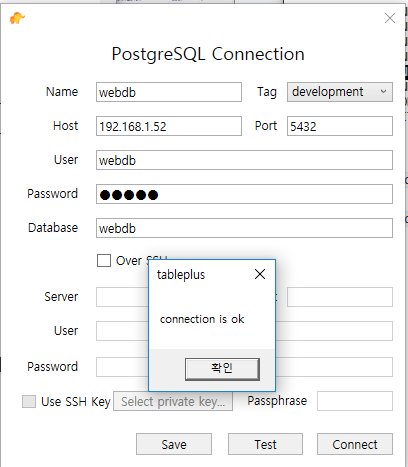 PostgreSQL Connection
Name webdb Tag development
Host 192.168.1.52 Port 5432
User webdb
Password ●●●●●
Database webdb
Over SSH
tableplus
connection is ok
확인
Server
User
Password
Use SSH Key Select private key... Passphrase
Save Test Connect